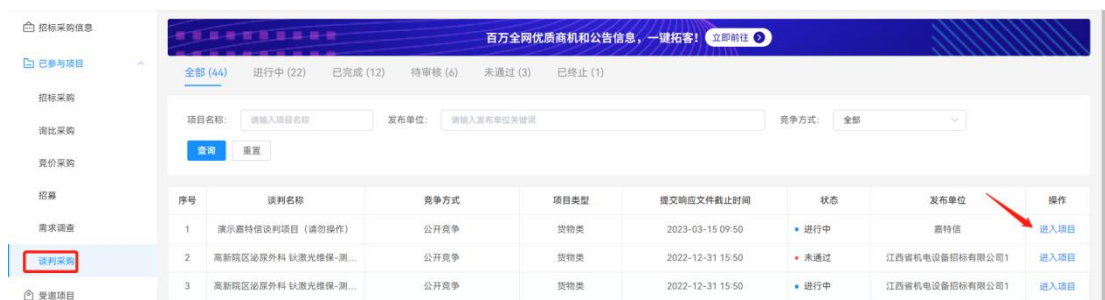 招标采购信息
已参与项目
招标采购
询比采购
竞价采购
招募
需求调查
谈判采购
受邀项目
百万全网优质商机和公告信息，一键拓客！ 立即前往
全部 (44) 进行中 (22) 已完成 (12) 待审核 (6) 未通过 (3) 已终止 (1)
项目名称: 请输入项目名称 发布单位: 请输入发布单位关键词 竞争方式: 全部
查询 重置
序号 谈判名称 竞争方式 项目类型 提交响应文件截止时间 状态 发布单位 操作
1 演示嘉特信谈判项目（请勿操作） 公开竞争 货物类 2023-03-15 09:50 进行中 嘉特信 进入项目
2 高新院区泌尿外科 钬激光维保-测... 公开竞争 货物类 2022-12-31 15:50 未通过 江西省机电设备招标有限公司1 进入项目
3 高新院区泌尿外科 钬激光维保-测... 公开竞争 货物类 2022-12-31 15:50 进行中 江西省机电设备招标有限公司1 进入项目